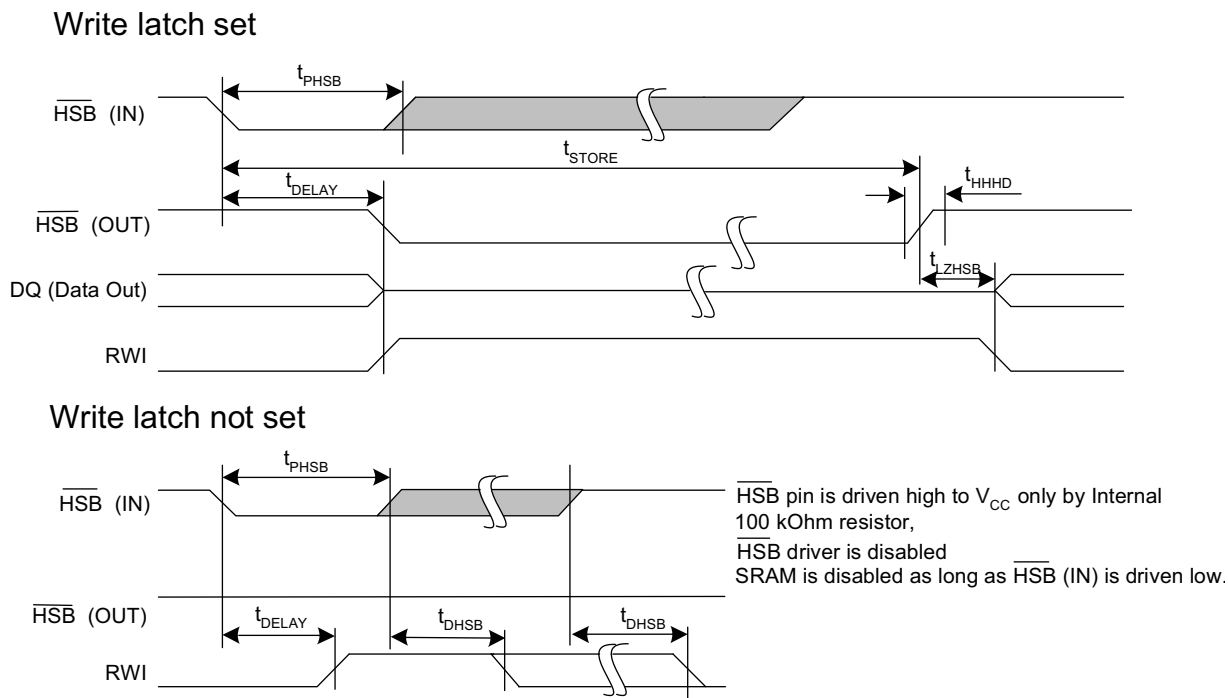 Write latch set
tPHSB
HSB (IN)
tSTORE
tHHHD
tDELAY
HSB (OUT)
tLZHSB
DQ (Data Out)
RWI
Write latch not set
tPHSB
HSB (IN)
HSB pin is driven high to VCC only by Internal
100 kOhm resistor,
HSB driver is disabled
SRAM is disabled as long as HSB (IN) is driven low.
HSB (OUT)
tDELAY
tDHSB
tDHSB
RWI